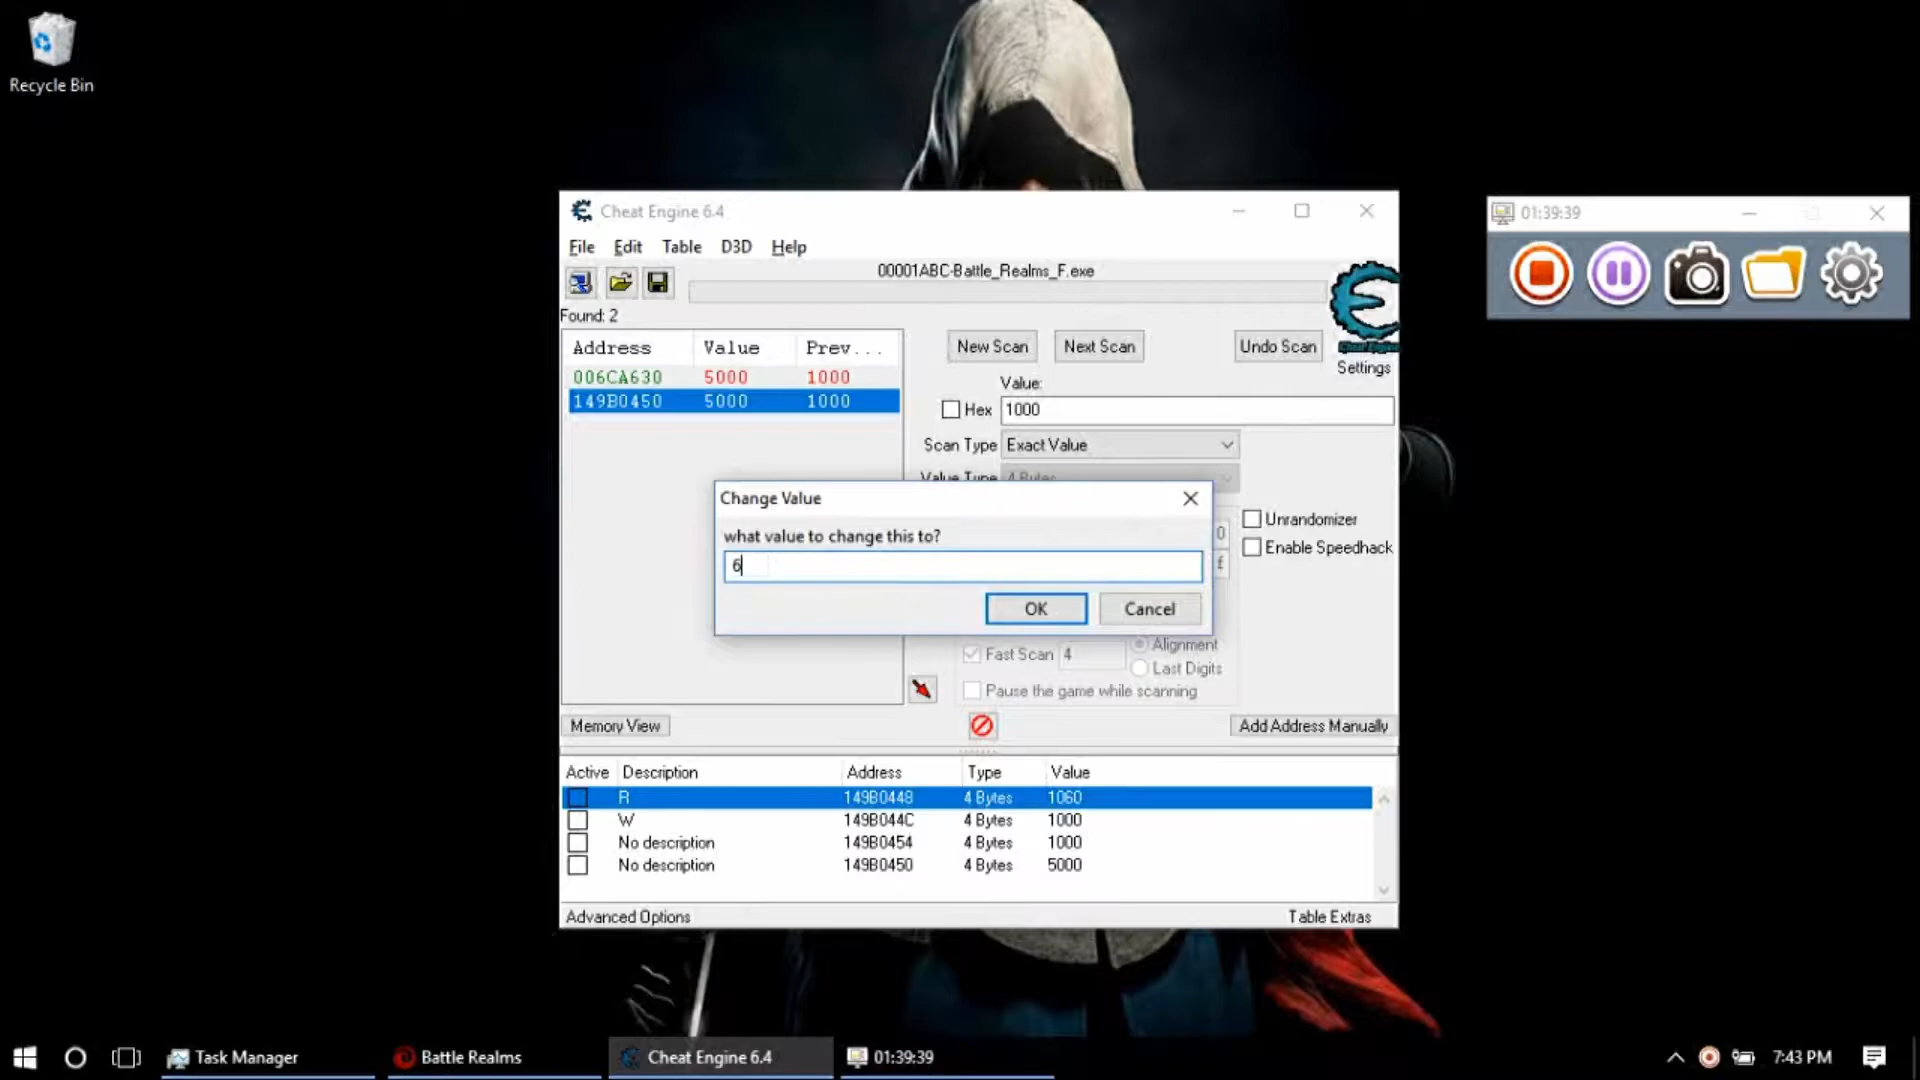 Recycle Bin
Cheat Engine 6.4
File Edit Table D3D Help
00001ABC-Battle_Realms_F.exe
Found: 2
Address Value Prev...
006CA630 5000 1000
149B0450 5000 1000
New Scan Next Scan Undo Scan
Settings
Value:
Hex 1000
Scan Type Exact Value
Value Type 4 Bytes
Change Value
what value to change this to?
6
OK Cancel
Unrandomizer
Enable Speedhack
Fast Scan 4
Alignment
Last Digits
Pause the game while scanning
Memory View
Add Address Manually
Active Description Address Type Value
R 149B0448 4 Bytes 1060
W 149B044C 4 Bytes 1000
No description 149B0454 4 Bytes 1000
No description 149B0450 4 Bytes 5000
Advanced Options Table Extras
01:39:39
Task Manager Battle Realms Cheat Engine 6.4 01:39:39 7:43 PM